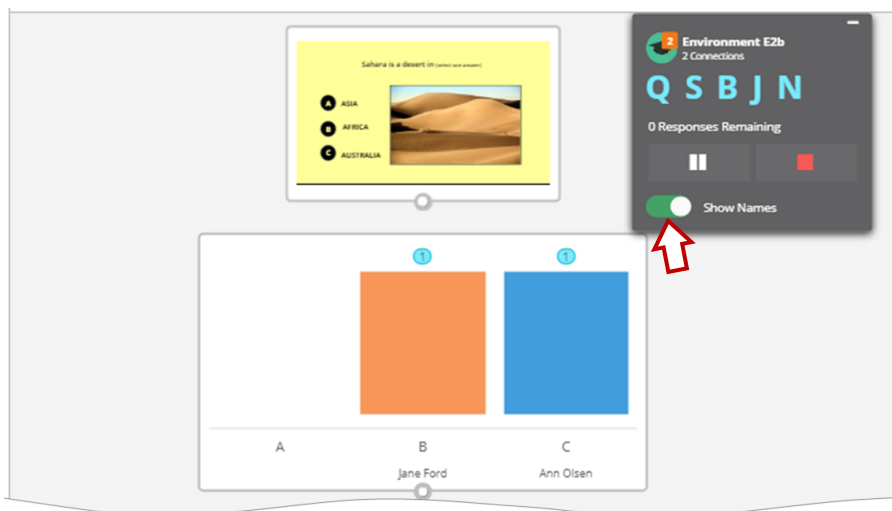 Sahara is a desert in (select one answer)
A ASIA
B AFRICA
C AUSTRALIA
2 Environment E2b
2 Connections
Q S B J N
0 Responses Remaining
Show Names
1 1
A B C
Jane Ford Ann Olsen